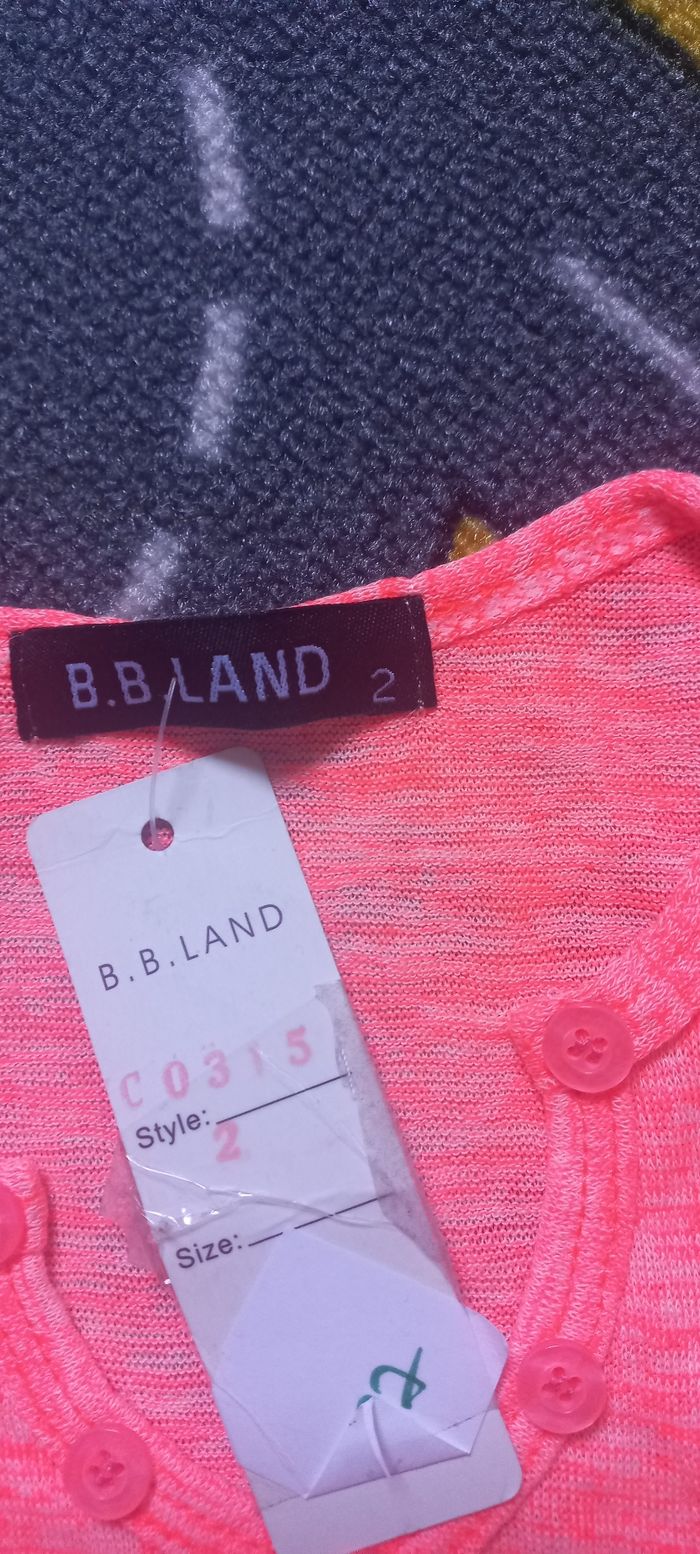 B.B.LAND 2
B.B.LAND
C0315
Style:
2
Size: